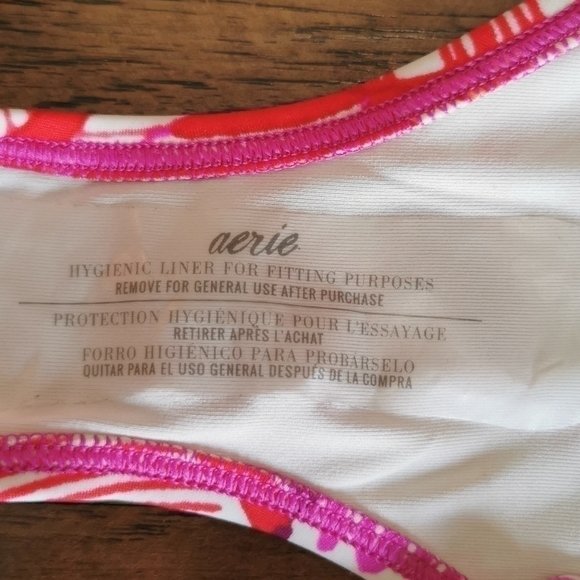 aerie
HYGIENIC LINER FOR FITTING PURPOSES
REMOVE FOR GENERAL USE AFTER PURCHASE
PROTECTION HYGIÉNIQUE POUR L'ESSAYAGE
RETIRER APRÈS L'ACHAT
FORRO HIGIÉNICO PARA PROBÁRSELO
QUITAR PARA EL USO GENERAL DESPUÉS DE LA COMPRA